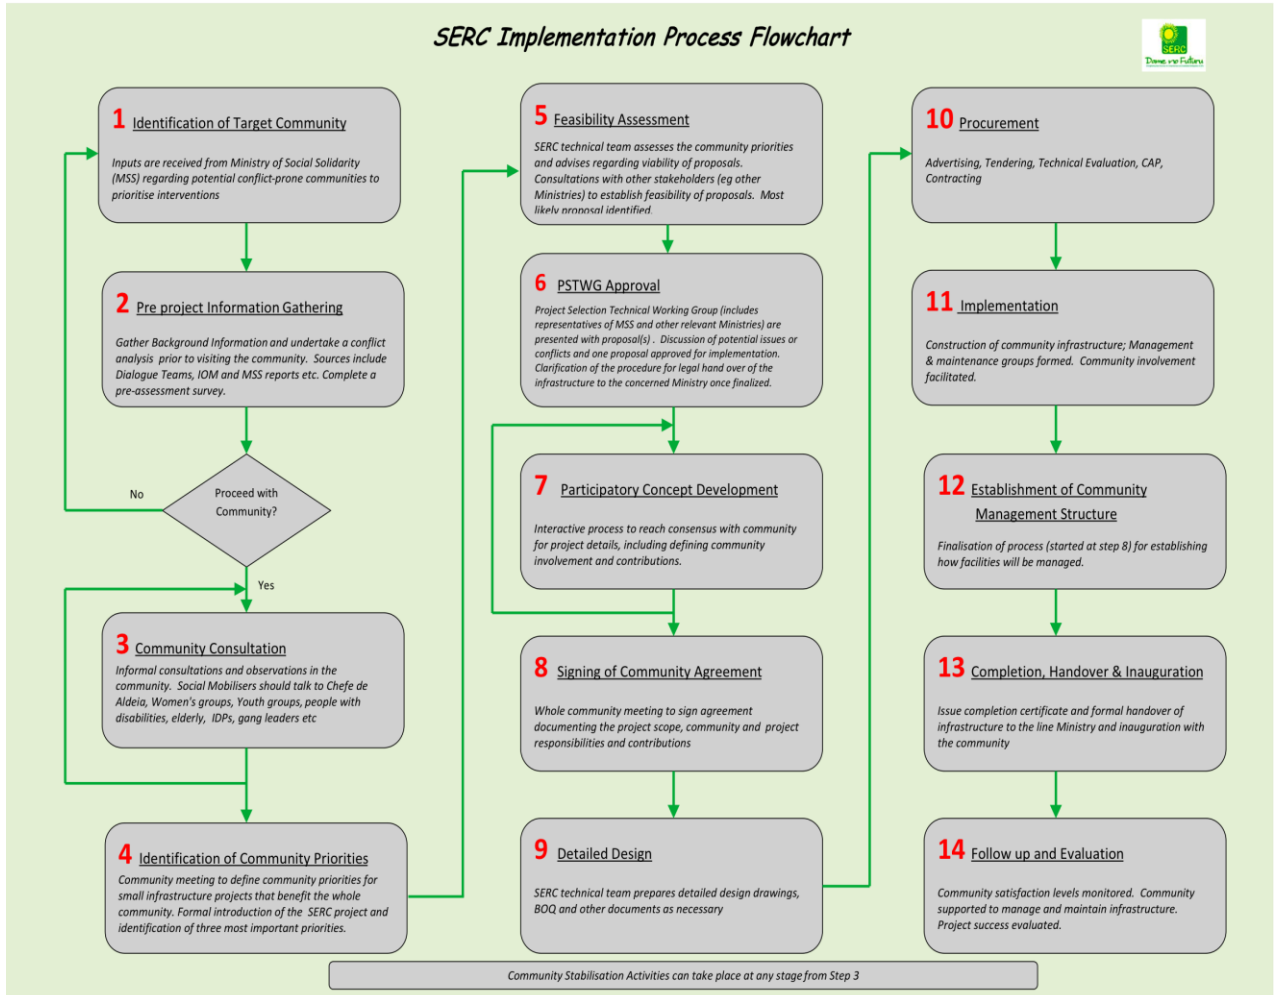 SERC Implementation Process Flowchart
SERC
Dame no Futuru
1 Identification of Target Community
Inputs are received from Ministry of Social Solidarity
(MSS) regarding potential conflict-prone communities to
prioritise interventions
2 Pre project Information Gathering
Gather Background Information and undertake a conflict
analysis prior to visiting the community. Sources include
Dialogue Teams, IOM and MSS reports etc. Complete a
pre-assessment survey.
No
Proceed with
Community?
Yes
3 Community Consultation
Informal consultations and observations in the
community. Social Mobilisers should talk to Chefe de
Aldeia, Women's groups, Youth groups, people with
disabilities, elderly, IDPs, gang leaders etc
4 Identification of Community Priorities
Community meeting to define community priorities for
small infrastructure projects that benefit the whole
community. Formal introduction of the SERC project and
identification of three most important priorities.
5 Feasibility Assessment
SERC technical team assesses the community priorities
and advises regarding viability of proposals.
Consultations with other stakeholders (eg other
Ministries) to establish feasibility of proposals. Most
likely proposal identified.
6 PSTWG Approval
Project Selection Technical Working Group (includes
representatives of MSS and other relevant Ministries) are
presented with proposal(s) . Discussion of potential issues or
conflicts and one proposal approved for implementation.
Clarification of the procedure for legal hand over of the
infrastructure to the concerned Ministry once finalized.
7 Participatory Concept Development
Interactive process to reach consensus with community
for project details, including defining community
involvement and contributions.
8 Signing of Community Agreement
Whole community meeting to sign agreement
documenting the project scope, community and project
responsibilities and contributions
9 Detailed Design
SERC technical team prepares detailed design drawings,
BOQ and other documents as necessary
10 Procurement
Advertising, Tendering, Technical Evaluation, CAP,
Contracting
11 Implementation
Construction of community infrastructure; Management
& maintenance groups formed. Community involvement
facilitated.
12 Establishment of Community
Management Structure
Finalisation of process (started at step 8) for establishing
how facilities will be managed.
13 Completion, Handover & Inauguration
Issue completion certificate and formal handover of
infrastructure to the line Ministry and inauguration with
the community
14 Follow up and Evaluation
Community satisfaction levels monitored. Community
supported to manage and maintain infrastructure.
Project success evaluated.
Community Stabilisation Activities can take place at any stage from Step 3